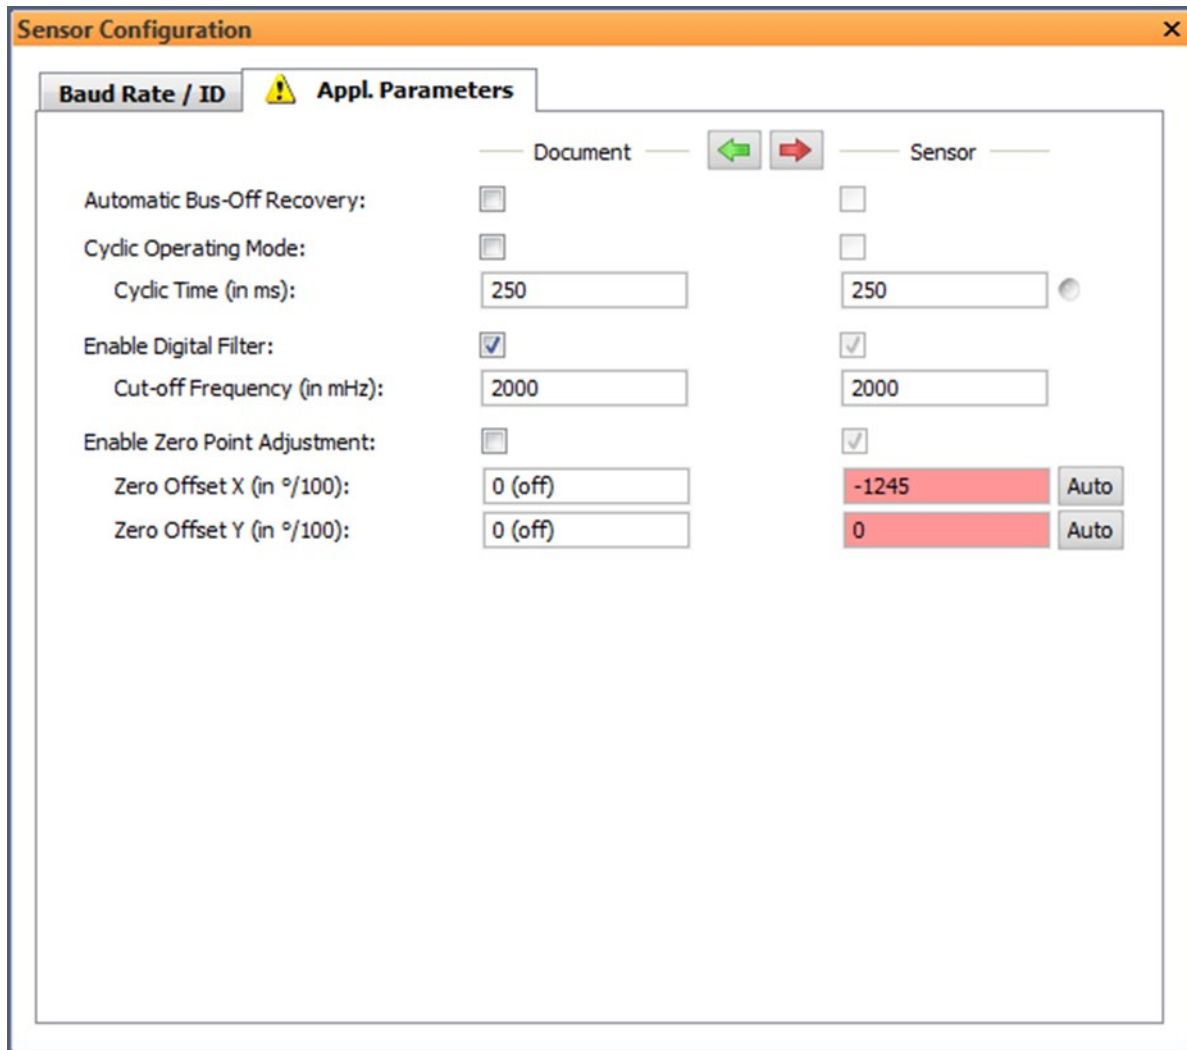 Sensor Configuration
Baud Rate / ID Appl. Parameters
Document Sensor
Automatic Bus-Off Recovery:
Cyclic Operating Mode:
Cyclic Time (in ms): 250 250
Enable Digital Filter:
Cut-off Frequency (in mHz): 2000 2000
Enable Zero Point Adjustment:
Zero Offset X (in °/100): 0 (off) -1245 Auto
Zero Offset Y (in °/100): 0 (off) 0 Auto